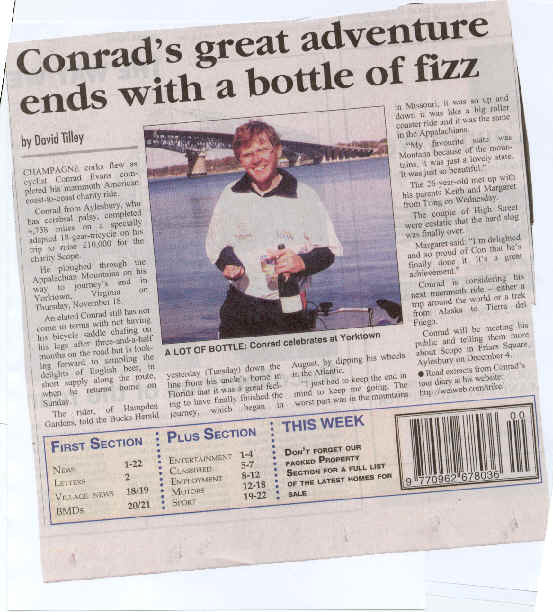 Conrad's great adventure
ends with a bottle of fizz
by David Tilley
CHAMPAGNE corks flew as
cyclist Conrad Evans com-
pleted his mammoth American
coast-to-coast charity ride.
Conrad from Aylesbury, who
has cerebral palsy, completed
4,758 miles on a specially
adapted 18-gear-tricycle on his
trip to raise £10,000 for the
charity Scope.
He ploughed through the
Appalachian Mountains on his
way to journey's end in
Yorktown, Virginia on
Thursday, November 18.
An elated Conrad still has not
come to terms with not having
his bicycle saddle chafing on
his legs after three-and-a-half
months on the road but is look-
ing forward to sampling the
delights of English beer, in
short supply along the route,
when he returns home on
Sunday.
The rider, of Hampden
Gardens, told the Bucks Herald
A LOT OF BOTTLE: Conrad celebrates at Yorktown
yesterday (Tuesday) down the
line from his uncle's home in
Florida that it was a great feel-
ing to have finally finished the
journey, which began in
August, by dipping his wheels
in the Atlantic.
"I just had to keep the end in
mind to keep me going. The
worst part was in the mountains
in Missouri, it was so up and
down it was like a big roller
coaster ride and it was the same
in the Appalachians.
"My favourite state was
Montana because of the moun-
tains, it was just a lovely state.
It was just so beautiful."
The 26-year-old met up with
his parents Keith and Margaret
from Tring on Wednesday.
The couple of High Street
were ecstatic that the hard slog
was finally over.
Margaret said: "I'm delighted
and so proud of Con that he's
finally done it. It's a great
achievement."
Conrad is considering his
next mammoth ride – either a
trip around the world or a trek
from Alaska to Tierra del
Fuego.
Conrad will be meeting his
public and telling them more
about Scope in Friars Square,
Aylesbury on December 4.
● Read extracts from Conrad's
tour diary at his website:
FIRST SECTION
NEWS 1-22
LETTERS 2
VILLAGE NEWS 18/19
BMDS 20/21
PLUS SECTION
ENTERTAINMENT 1-4
CLASSIFIED 5-7
EMPLOYMENT 8-12
MOTORS 12-18
SPORT 19-22
THIS WEEK
DON'T FORGET OUR
PACKED PROPERTY
SECTION FOR A FULL LIST
OF THE LATEST HOMES FOR
SALE
9 770962 678036